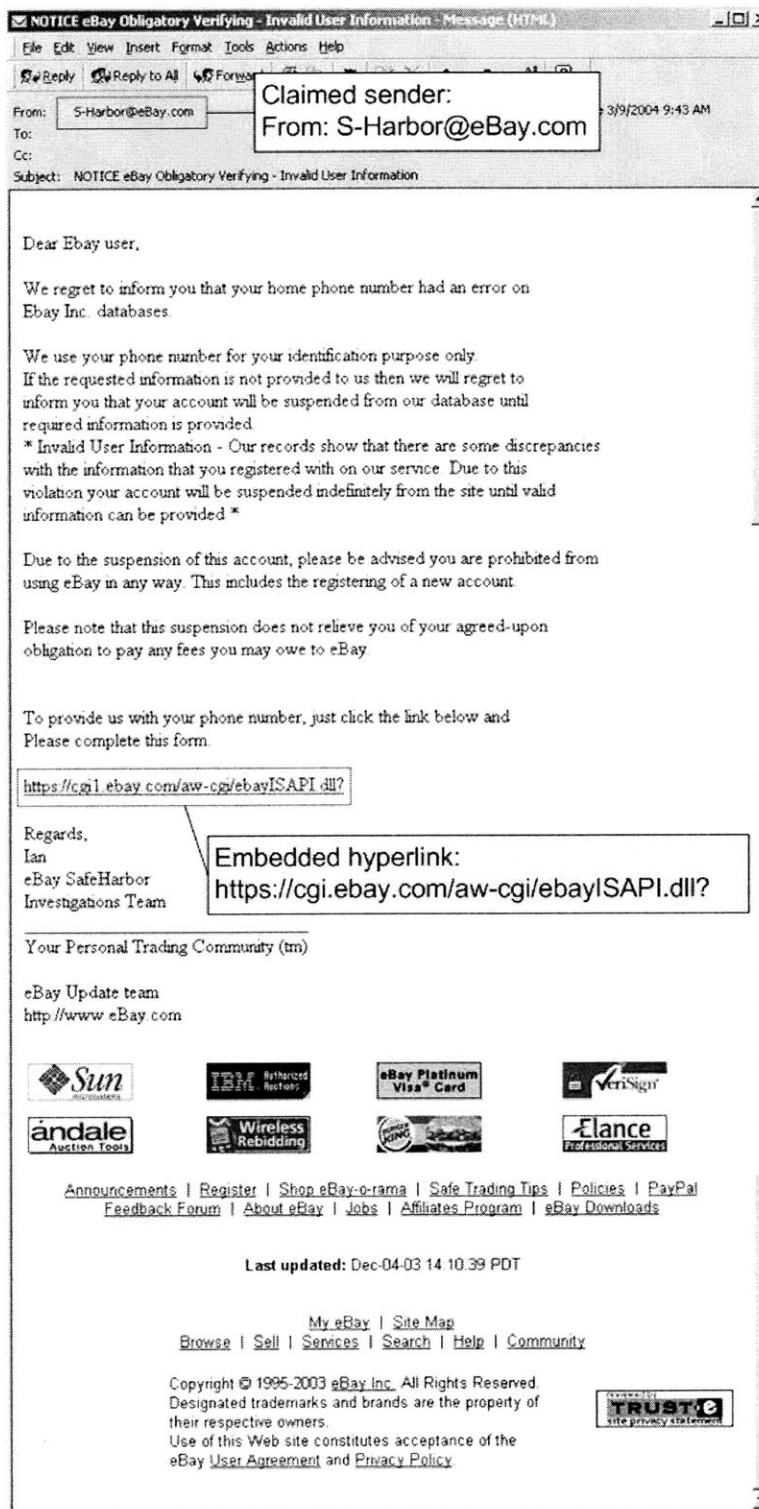 NOTICE eBay Obligatory Verifying - Invalid User Information - Message (HTML)
File Edit View Insert Format Tools Actions Help
Reply Reply to All Forward
Claimed sender:
From: S-Harbor@eBay.com
From: S-Harbor@eBay.com
3/9/2004 9:43 AM
To:
Cc:
Subject: NOTICE eBay Obligatory Verifying - Invalid User Information
Dear Ebay user,
We regret to inform you that your home phone number had an error on
Ebay Inc. databases.
We use your phone number for your identification purpose only.
If the requested information is not provided to us then we will regret to
inform you that your account will be suspended from our database until
required information is provided
* Invalid User Information - Our records show that there are some discrepancies
with the information that you registered with on our service. Due to this
violation your account will be suspended indefinitely from the site until valid
information can be provided *
Due to the suspension of this account, please be advised you are prohibited from
using eBay in any way. This includes the registering of a new account.
Please note that this suspension does not relieve you of your agreed-upon
obligation to pay any fees you may owe to eBay.
To provide us with your phone number, just click the link below and
Please complete this form.
https://cgi1.ebay.com/aw-cgi/ebayISAPI.dll?
Regards,
Ian
eBay SafeHarbor
Investigations Team
Embedded hyperlink:
https://cgi.ebay.com/aw-cgi/ebayISAPI.dll?
Your Personal Trading Community (tm)
eBay Update team
http://www.eBay.com
Sun microsystems
IBM Authorized Auctions
eBay Platinum Visa® Card
VeriSign
ándale Auction Tools
Wireless Rebidding
BURGER KING
Elance Professional Services
Announcements | Register | Shop eBay-o-rama | Safe Trading Tips | Policies | PayPal
Feedback Forum | About eBay | Jobs | Affiliates Program | eBay Downloads
Last updated: Dec-04-03 14:10:39 PDT
My eBay | Site Map
Browse | Sell | Services | Search | Help | Community
Copyright © 1995-2003 eBay Inc. All Rights Reserved.
Designated trademarks and brands are the property of
their respective owners.
Use of this Web site constitutes acceptance of the
eBay User Agreement and Privacy Policy.
TRUSTe
site privacy statement